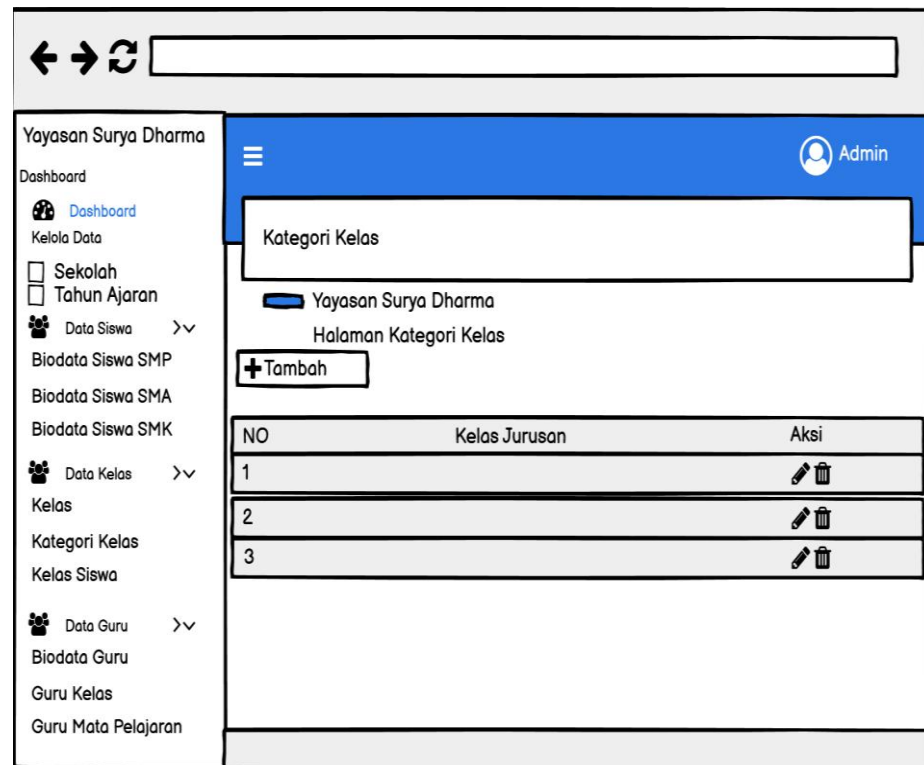 Yayasan Surya Dharma
Dashboard
Dashboard
Kelola Data
Sekolah
Tahun Ajaran
Data Siswa
Biodata Siswa SMP
Biodata Siswa SMA
Biodata Siswa SMK
Data Kelas
Kelas
Kategori Kelas
Kelas Siswa
Data Guru
Biodata Guru
Guru Kelas
Guru Mata Pelajaran
Admin
Kategori Kelas
Yayasan Surya Dharma
Halaman Kategori Kelas
+Tambah
NO Kelas Jurusan Aksi
1
2
3